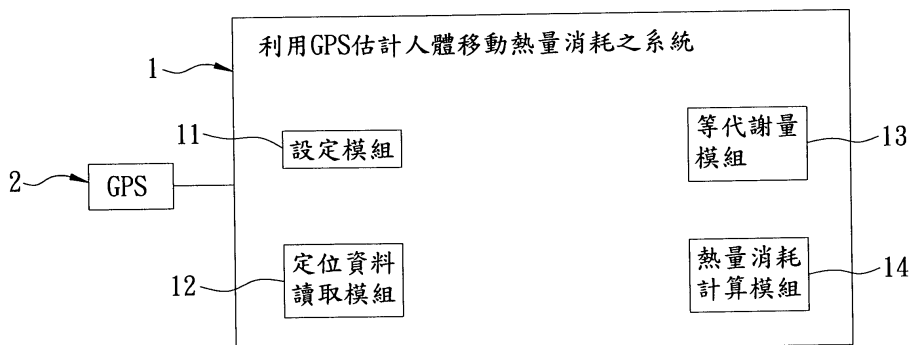 利用GPS估計人體移動熱量消耗之系統
1
11
設定模組
等代謝量
模組
13
2
GPS
12
定位資料
讀取模組
熱量消耗
計算模組
14